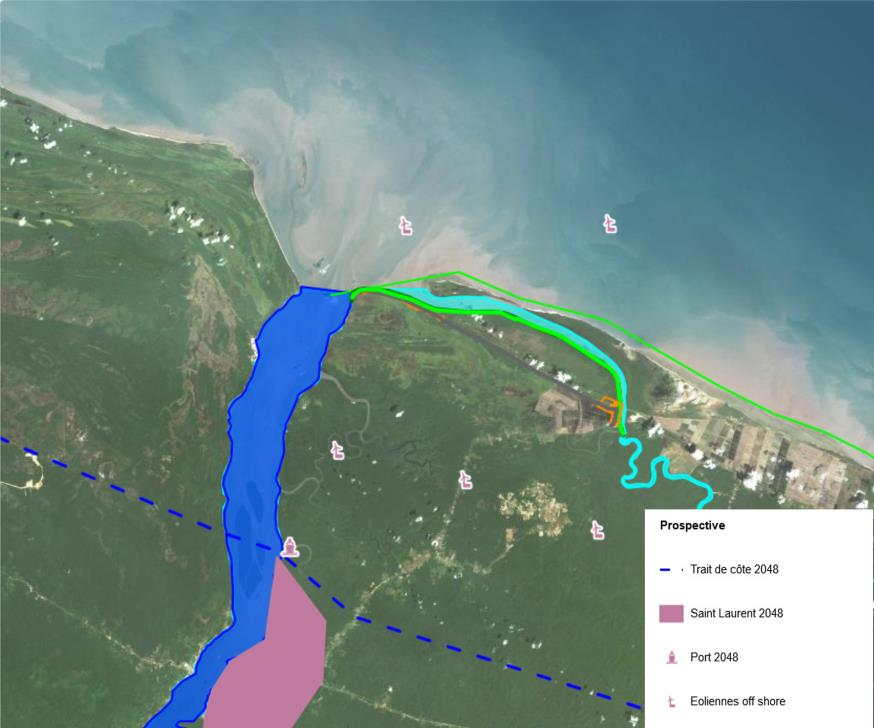 Prospective
Trait de côte 2048
Saint Laurent 2048
Port 2048
Eoliennes off shore